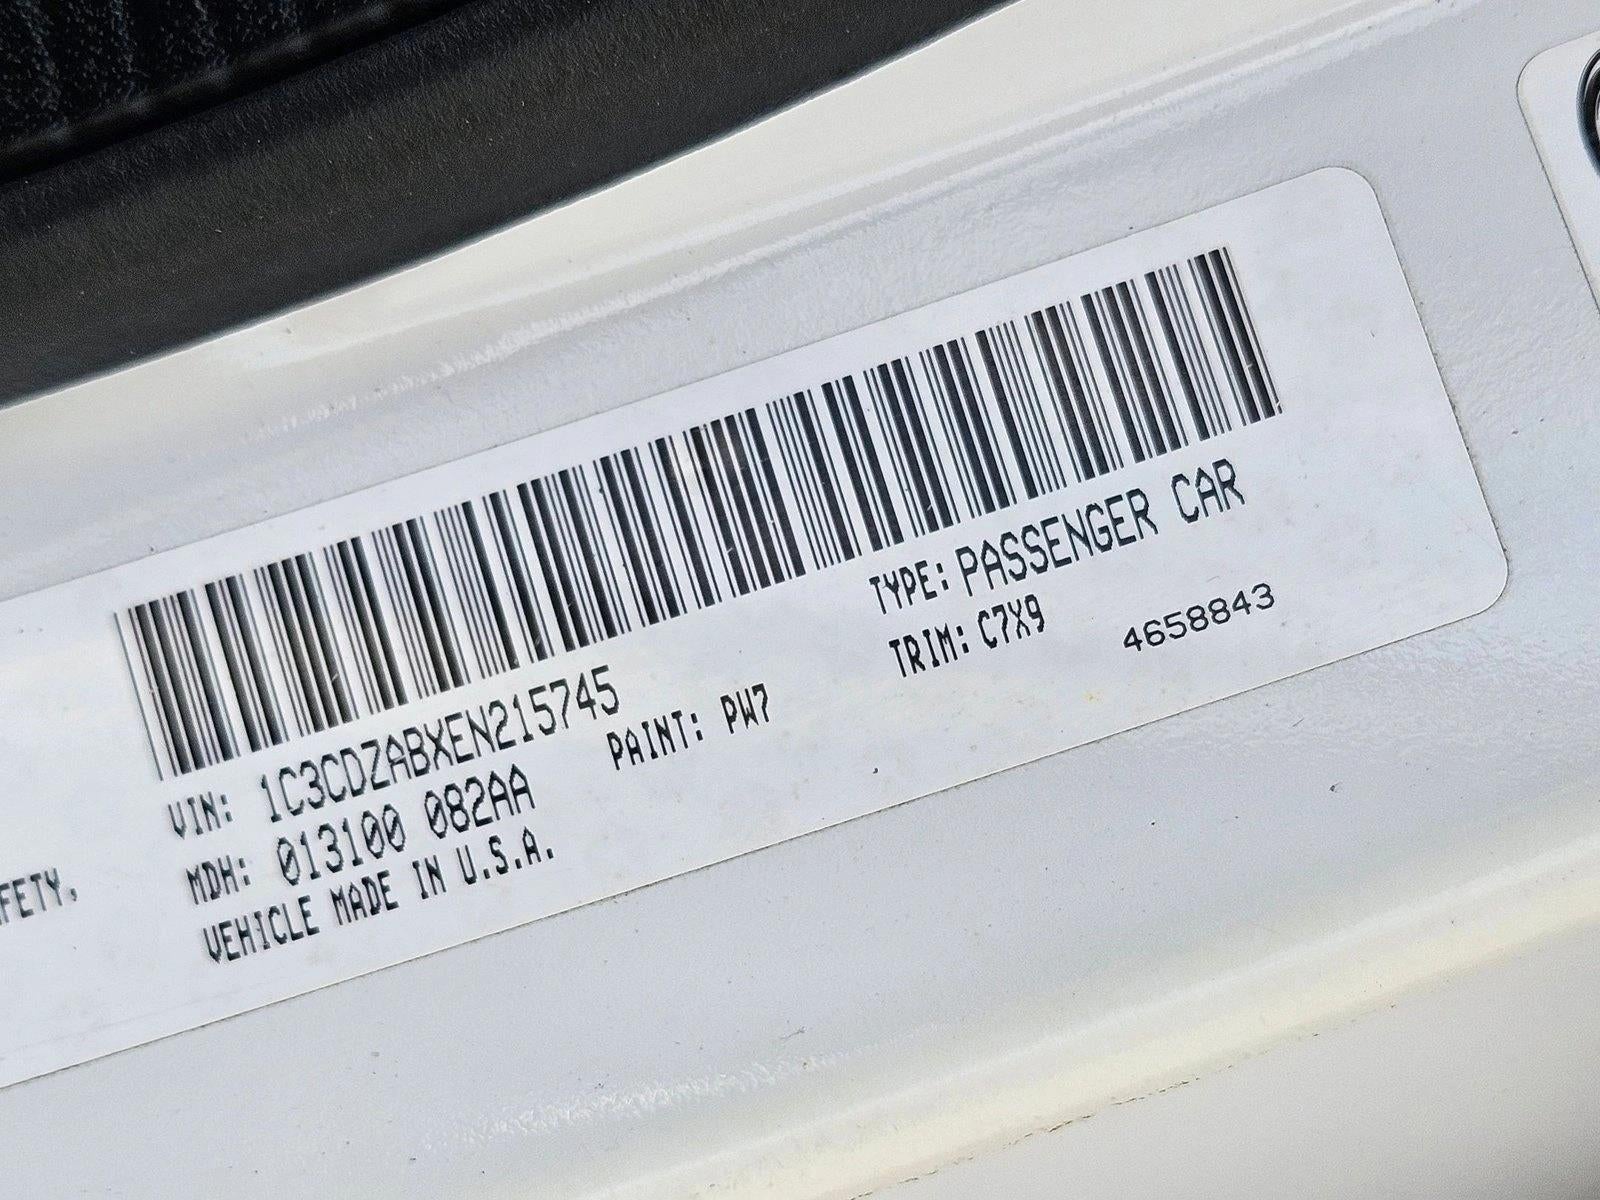 VIN: 1C3CDZABXEN215745
TYPE: PASSENGER CAR
MDH: 013100 082AA
PAINT: PW7
TRIM: C7X9
VEHICLE MADE IN U.S.A.
4658843
FETY,